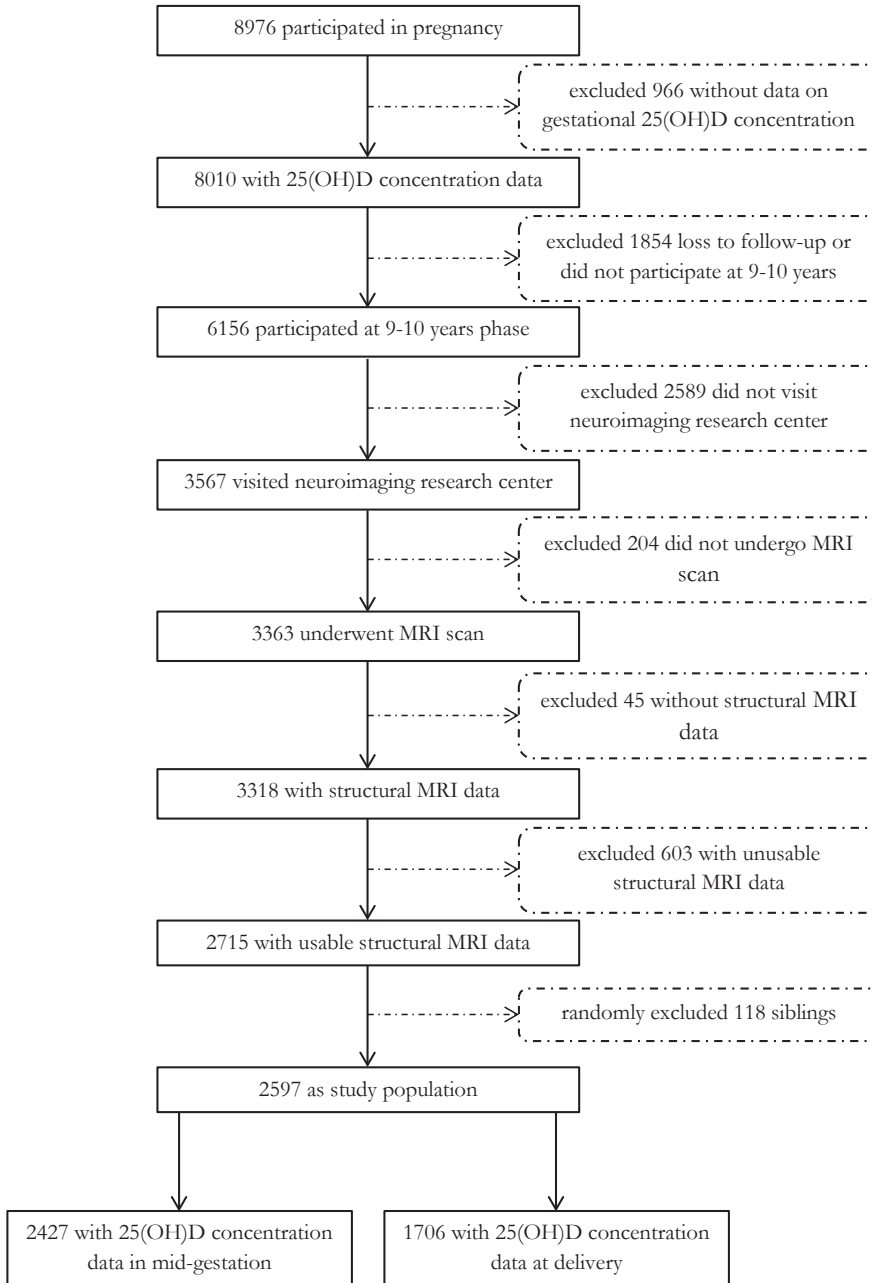 8976 participated in pregnancy
excluded 966 without data on
gestational 25(OH)D concentration
8010 with 25(OH)D concentration data
excluded 1854 loss to follow-up or
did not participate at 9-10 years
6156 participated at 9-10 years phase
excluded 2589 did not visit
neuroimaging research center
3567 visited neuroimaging research center
excluded 204 did not undergo MRI
scan
3363 underwent MRI scan
excluded 45 without structural MRI
data
3318 with structural MRI data
excluded 603 with unusable
structural MRI data
2715 with usable structural MRI data
randomly excluded 118 siblings
2597 as study population
2427 with 25(OH)D concentration
data in mid-gestation
1706 with 25(OH)D concentration
data at delivery